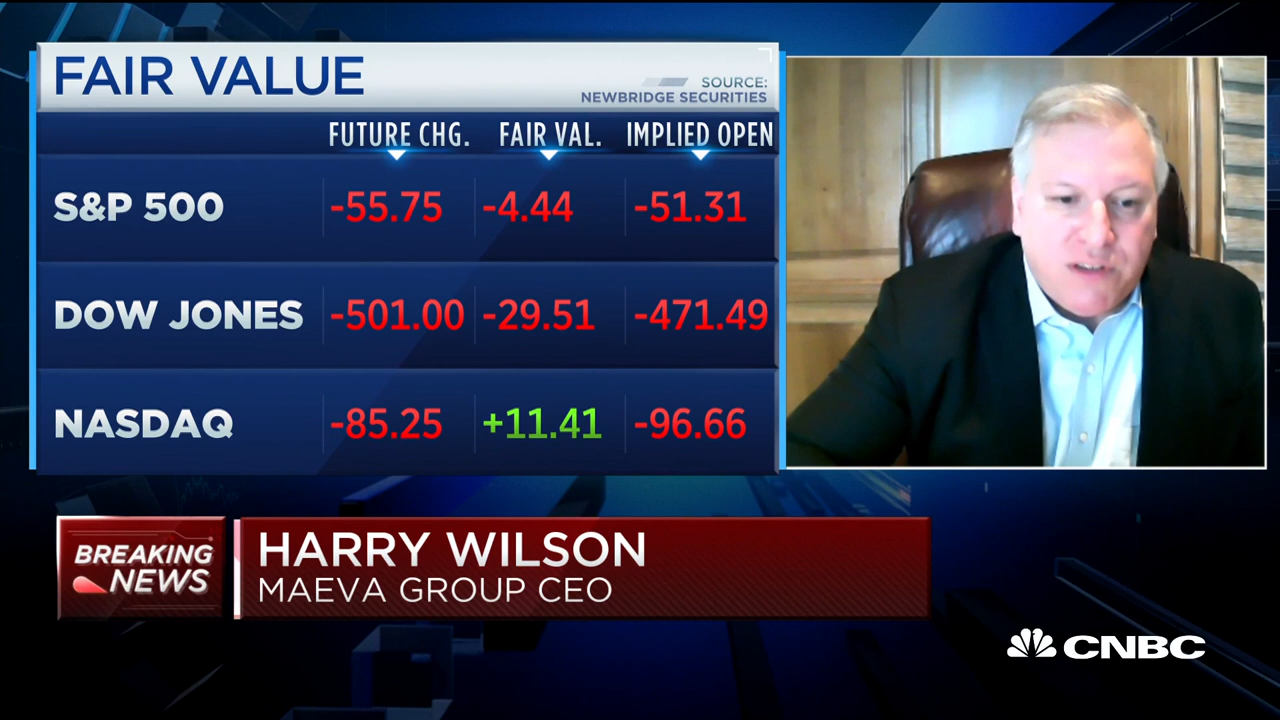 FAIR VALUE
SOURCE:
NEWBRIDGE SECURITIES
FUTURE CHG. FAIR VAL. IMPLIED OPEN
S&P 500 -55.75 -4.44 -51.31
DOW JONES -501.00 -29.51 -471.49
NASDAQ -85.25 +11.41 -96.66
BREAKING NEWS
HARRY WILSON
MAEVA GROUP CEO
CNBC